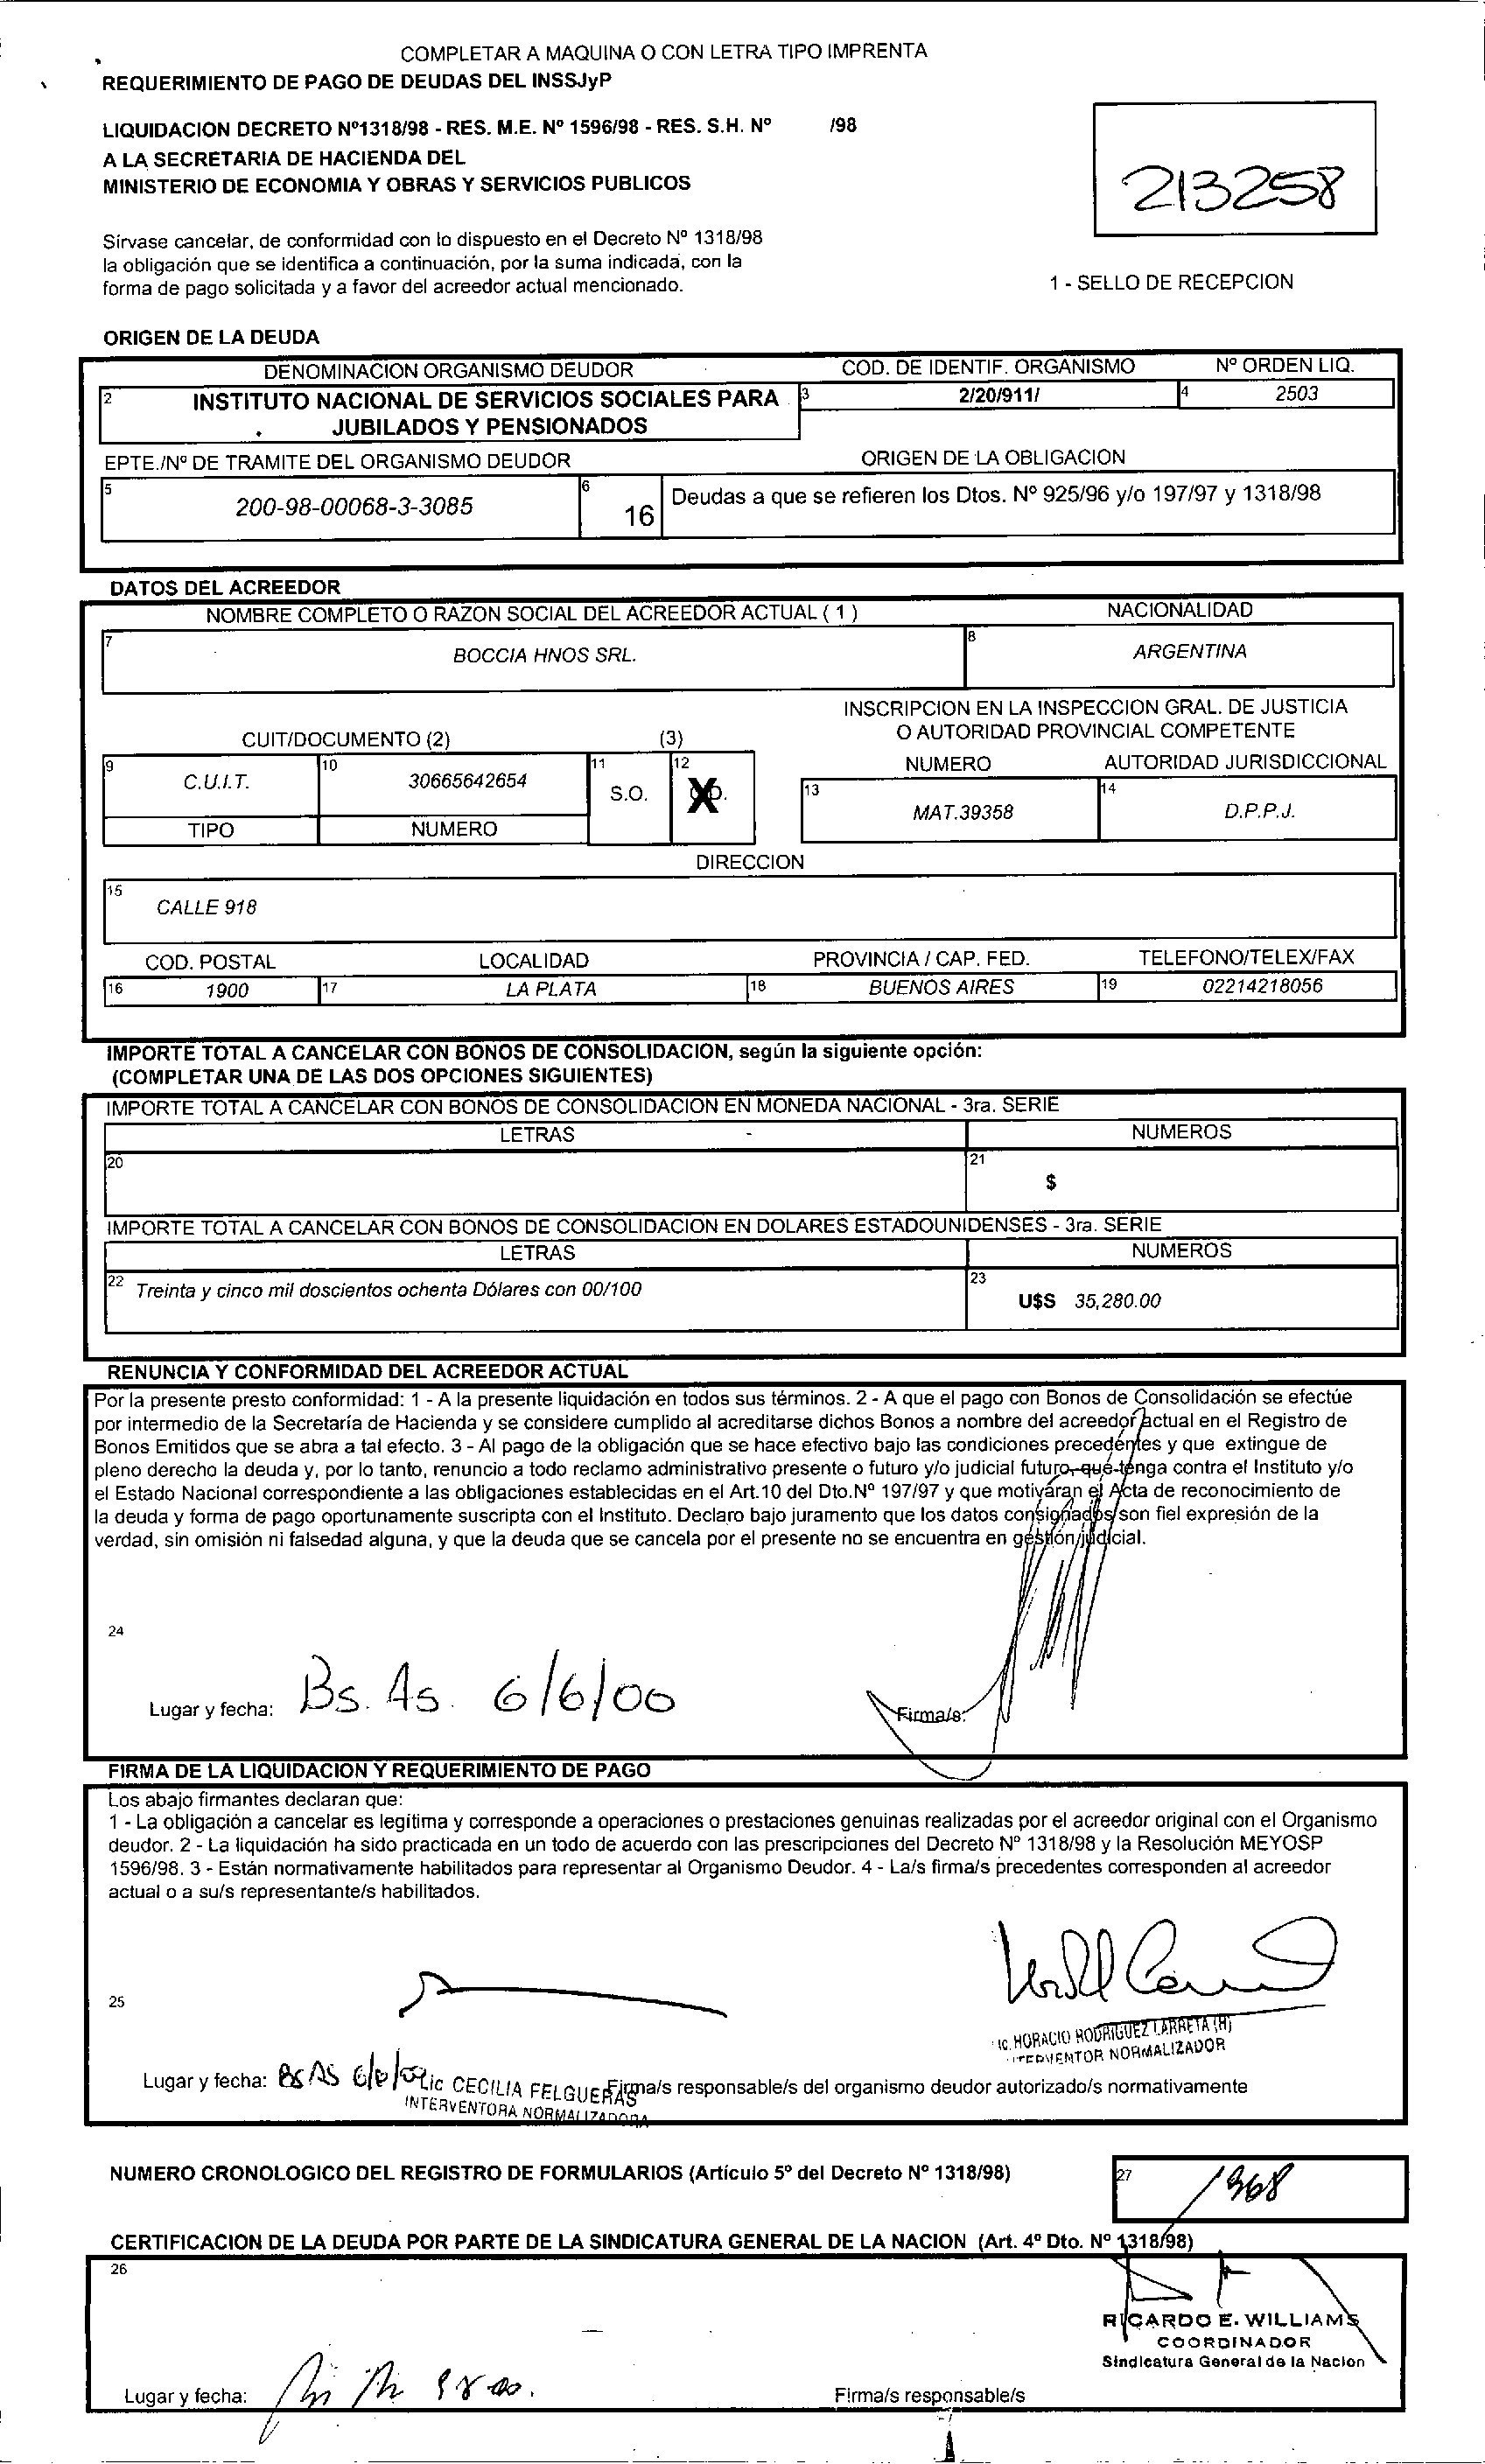 COMPLETAR A MAQUINA O CON LETRA TIPO IMPRENTA
REQUERIMIENTO DE PAGO DE DEUDAS DEL INSSJyP
LIQUIDACION DECRETO Nº1318/98 - RES. M.E. Nº 1596/98 - RES. S.H. Nº /98
A LA SECRETARIA DE HACIENDA DEL
MINISTERIO DE ECONOMIA Y OBRAS Y SERVICIOS PUBLICOS
213258
Sírvase cancelar, de conformidad con lo dispuesto en el Decreto Nº 1318/98
la obligación que se identifica a continuación, por la suma indicada, con la
forma de pago solicitada y a favor del acreedor actual mencionado.
1 - SELLO DE RECEPCION
ORIGEN DE LA DEUDA
DENOMINACION ORGANISMO DEUDOR COD. DE IDENTIF. ORGANISMO Nº ORDEN LIQ.
2 INSTITUTO NACIONAL DE SERVICIOS SOCIALES PARA 3 2/20/911/ 4 2503
JUBILADOS Y PENSIONADOS
EPTE./Nº DE TRAMITE DEL ORGANISMO DEUDOR ORIGEN DE LA OBLIGACION
5 200-98-00068-3-3085 6 16 Deudas a que se refieren los Dtos. Nº 925/96 y/o 197/97 y 1318/98
DATOS DEL ACREEDOR
NOMBRE COMPLETO O RAZON SOCIAL DEL ACREEDOR ACTUAL ( 1 ) NACIONALIDAD
7 BOCCIA HNOS SRL. 8 ARGENTINA
INSCRIPCION EN LA INSPECCION GRAL. DE JUSTICIA
O AUTORIDAD PROVINCIAL COMPETENTE
CUIT/DOCUMENTO (2) (3)
NUMERO AUTORIDAD JURISDICCIONAL
9 C.U.I.T. 10 30665642654 11 S.O. 12 X
13 MAT.39358 14 D.P.P.J.
TIPO NUMERO
DIRECCION
15 CALLE 918
COD. POSTAL LOCALIDAD PROVINCIA / CAP. FED. TELEFONO/TELEX/FAX
16 1900 17 LA PLATA 18 BUENOS AIRES 19 02214218056
IMPORTE TOTAL A CANCELAR CON BONOS DE CONSOLIDACION, según la siguiente opción:
(COMPLETAR UNA DE LAS DOS OPCIONES SIGUIENTES)
IMPORTE TOTAL A CANCELAR CON BONOS DE CONSOLIDACION EN MONEDA NACIONAL - 3ra. SERIE
LETRAS NUMEROS
20 21 $
IMPORTE TOTAL A CANCELAR CON BONOS DE CONSOLIDACION EN DOLARES ESTADOUNIDENSES - 3ra. SERIE
LETRAS NUMEROS
22 Treinta y cinco mil doscientos ochenta Dólares con 00/100 23 U$S 35,280.00
RENUNCIA Y CONFORMIDAD DEL ACREEDOR ACTUAL
Por la presente presto conformidad: 1 - A la presente liquidación en todos sus términos. 2 - A que el pago con Bonos de Consolidación se efectúe
por intermedio de la Secretaría de Hacienda y se considere cumplido al acreditarse dichos Bonos a nombre del acreedor actual en el Registro de
Bonos Emitidos que se abra a tal efecto. 3 - Al pago de la obligación que se hace efectivo bajo las condiciones precedentes y que extingue de
pleno derecho la deuda y, por lo tanto, renuncio a todo reclamo administrativo presente o futuro y/o judicial futuro, que tenga contra el Instituto y/o
el Estado Nacional correspondiente a las obligaciones establecidas en el Art.10 del Dto.Nº 197/97 y que motiváran el Acta de reconocimiento de
la deuda y forma de pago oportunamente suscripta con el Instituto. Declaro bajo juramento que los datos consignados son fiel expresión de la
verdad, sin omisión ni falsedad alguna, y que la deuda que se cancela por el presente no se encuentra en gestión judicial.
24
Lugar y fecha: Bs. As. 6/6/00 Firma/s:
FIRMA DE LA LIQUIDACION Y REQUERIMIENTO DE PAGO
Los abajo firmantes declaran que:
1 - La obligación a cancelar es legítima y corresponde a operaciones o prestaciones genuinas realizadas por el acreedor original con el Organismo
deudor. 2 - La liquidación ha sido practicada en un todo de acuerdo con las prescripciones del Decreto Nº 1318/98 y la Resolución MEYOSP
1596/98. 3 - Están normativamente habilitados para representar al Organismo Deudor. 4 - La/s firma/s precedentes corresponden al acreedor
actual o a su/s representante/s habilitados.
25
HORACIO RODRIGUEZ LARRETA (H)
NORMALIZADOR
Lugar y fecha: BS AS Lic CECILIA FELGUERAS Firma/s responsable/s del organismo deudor autorizado/s normativamente
INTERVENTORA NORMALIZADORA
NUMERO CRONOLOGICO DEL REGISTRO DE FORMULARIOS (Artículo 5º del Decreto Nº 1318/98) 27 1368
CERTIFICACION DE LA DEUDA POR PARTE DE LA SINDICATURA GENERAL DE LA NACION (Art. 4º Dto. Nº 1318/98)
26
RICARDO E. WILLIAMS
COORDINADOR
Sindicatura General de la Nacion
Lugar y fecha: Firma/s responsable/s